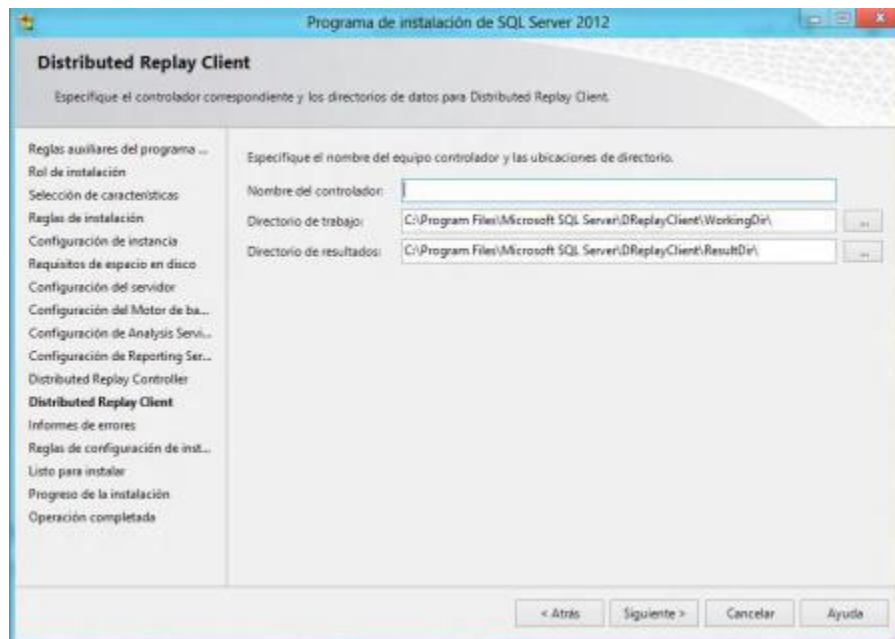 Programa de instalación de SQL Server 2012
Distributed Replay Client
Especifique el controlador correspondiente y los directorios de datos para Distributed Replay Client.
Reglas auxiliares del programa ...
Rol de instalación
Selección de características
Reglas de instalación
Configuración de instancia
Requisitos de espacio en disco
Configuración del servidor
Configuración del Motor de ba...
Configuración de Analysis Servi...
Configuración de Reporting Ser...
Distributed Replay Controller
Distributed Replay Client
Informes de errores
Reglas de configuración de inst...
Listo para instalar
Progreso de la instalación
Operación completada
Especifique el nombre del equipo controlador y las ubicaciones de directorio.
Nombre del controlador:
Directorio de trabajo: C:\Program Files\Microsoft SQL Server\DReplayClient\WorkingDir\ ...
Directorio de resultados: C:\Program Files\Microsoft SQL Server\DReplayClient\ResultDir\ ...
< Atrás Siguiente > Cancelar Ayuda